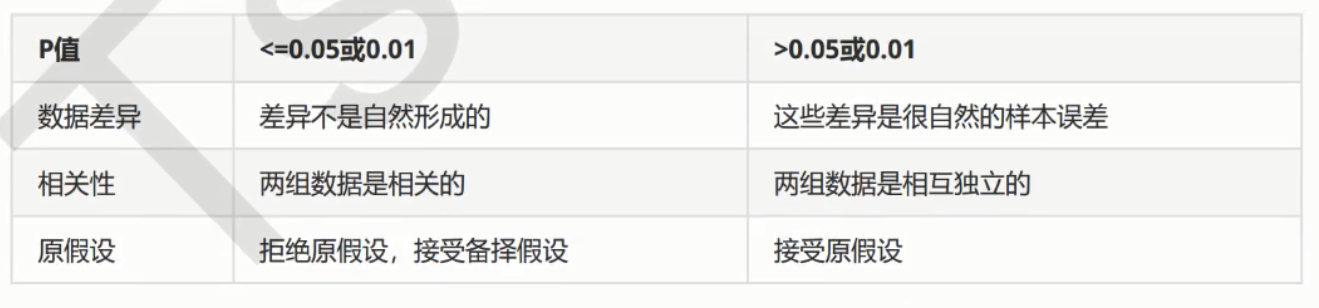 P值 <=0.05或0.01 >0.05或0.01
数据差异 差异不是自然形成的 这些差异是很自然的样本误差
相关性 两组数据是相关的 两组数据是相互独立的
原假设 拒绝原假设，接受备择假设 接受原假设